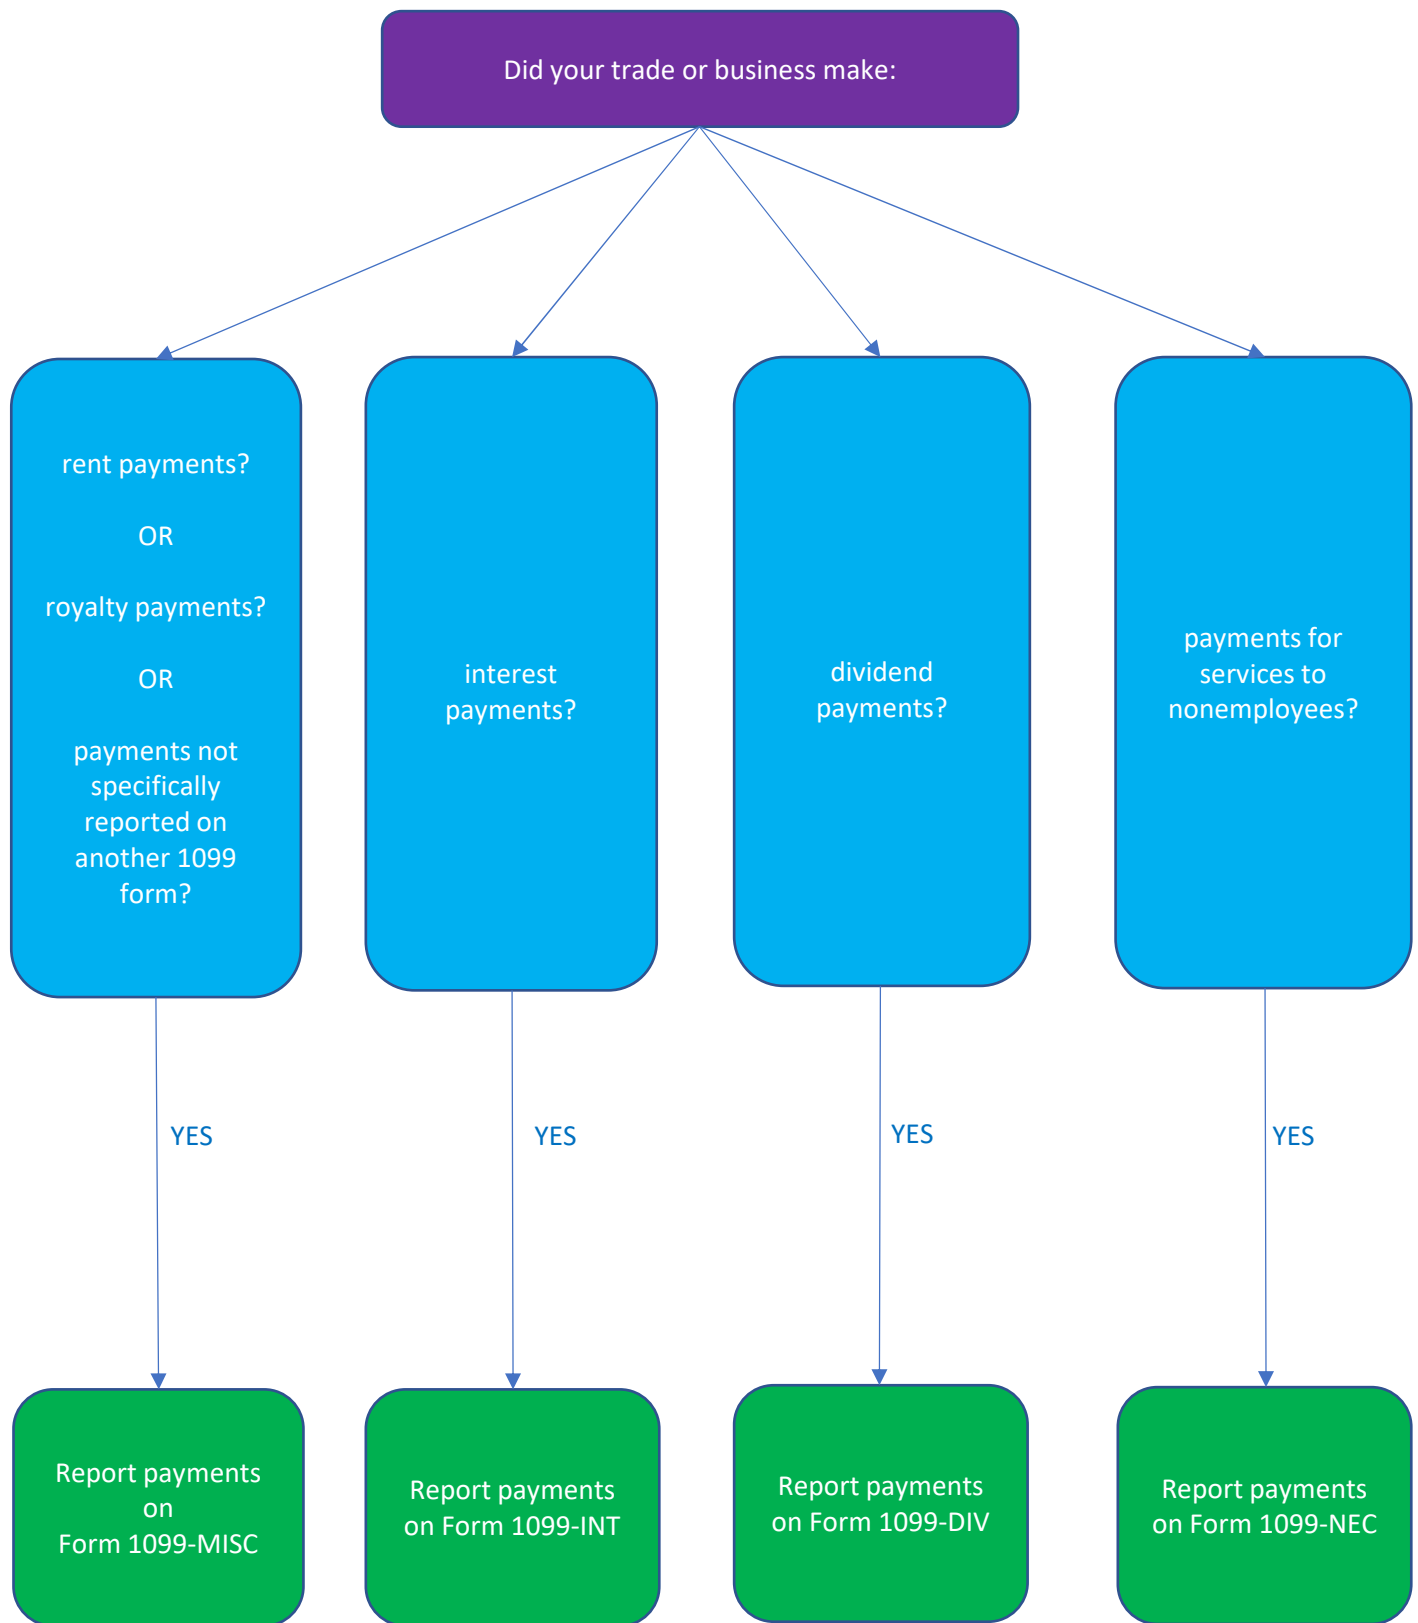 Did your trade or business make:
rent payments?
OR
royalty payments?
OR
payments not
specifically
reported on
another 1099
form?
interest
payments?
dividend
payments?
payments for
services to
nonemployees?
YES
YES
YES
YES
Report payments
on
Form 1099-MISC
Report payments
on Form 1099-INT
Report payments
on Form 1099-DIV
Report payments
on Form 1099-NEC